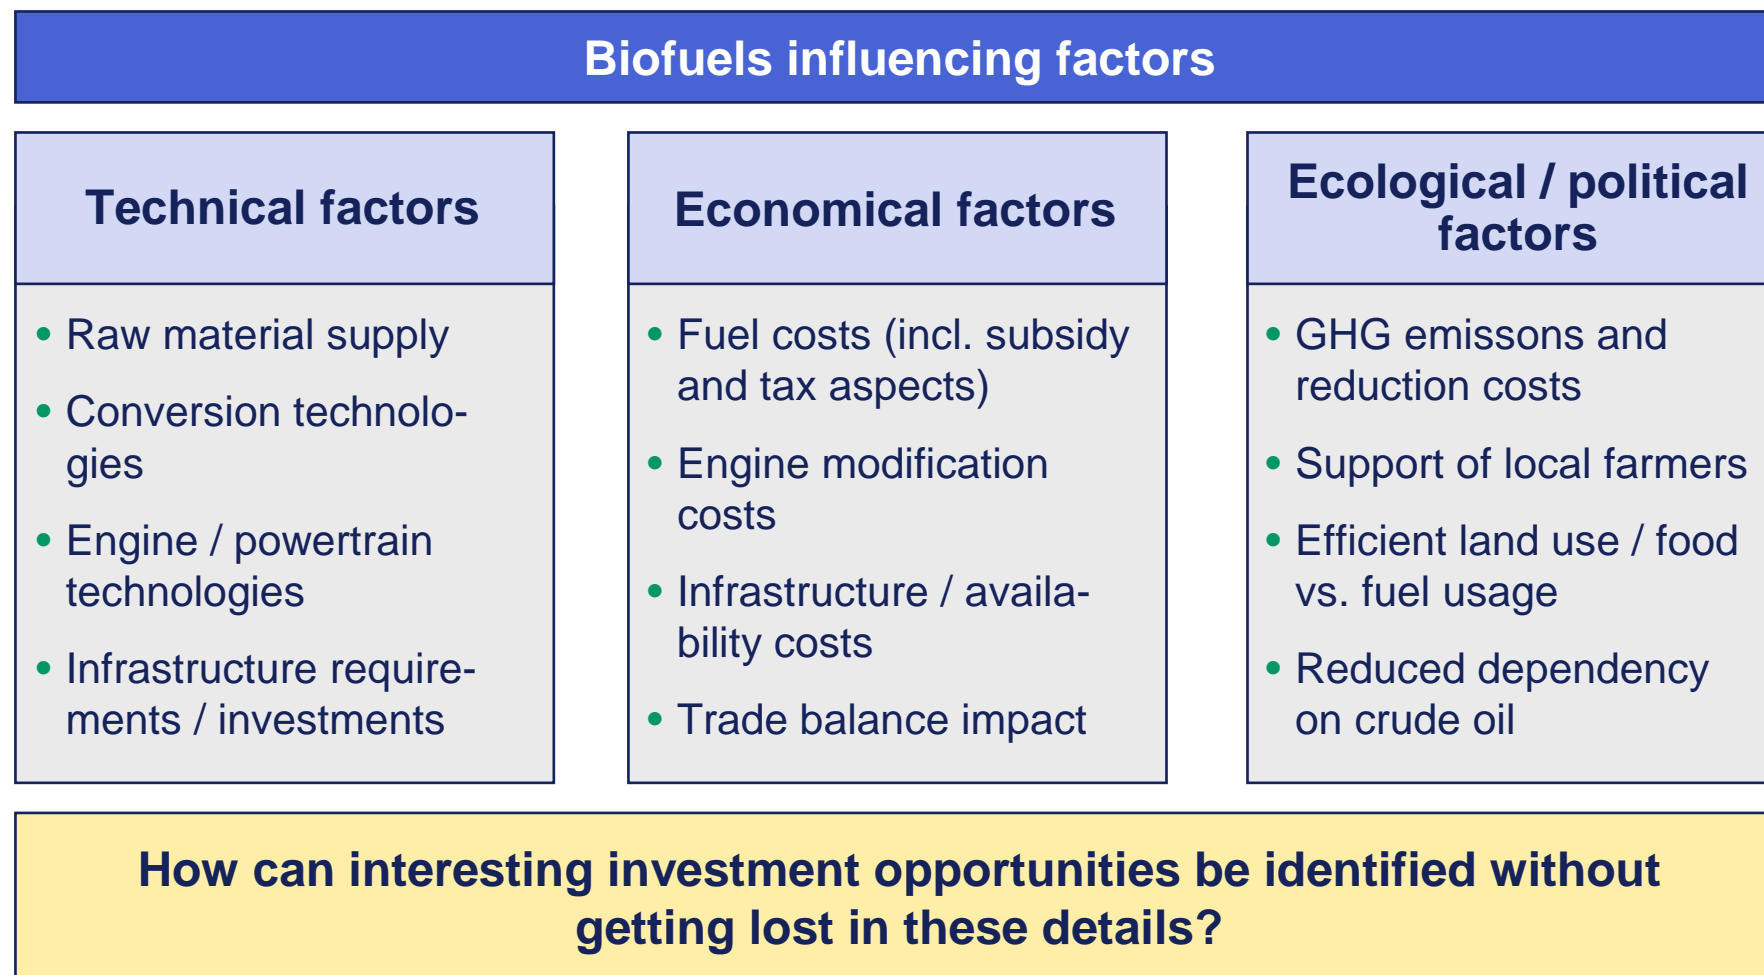 Biofuels influencing factors
Technical factors
• Raw material supply
• Conversion technolo-
gies
• Engine / powertrain
technologies
• Infrastructure require-
ments / investments
Economical factors
• Fuel costs (incl. subsidy
and tax aspects)
• Engine modification
costs
• Infrastructure / availa-
bility costs
• Trade balance impact
Ecological / political
factors
• GHG emissons and
reduction costs
• Support of local farmers
• Efficient land use / food
vs. fuel usage
• Reduced dependency
on crude oil
How can interesting investment opportunities be identified without
getting lost in these details?